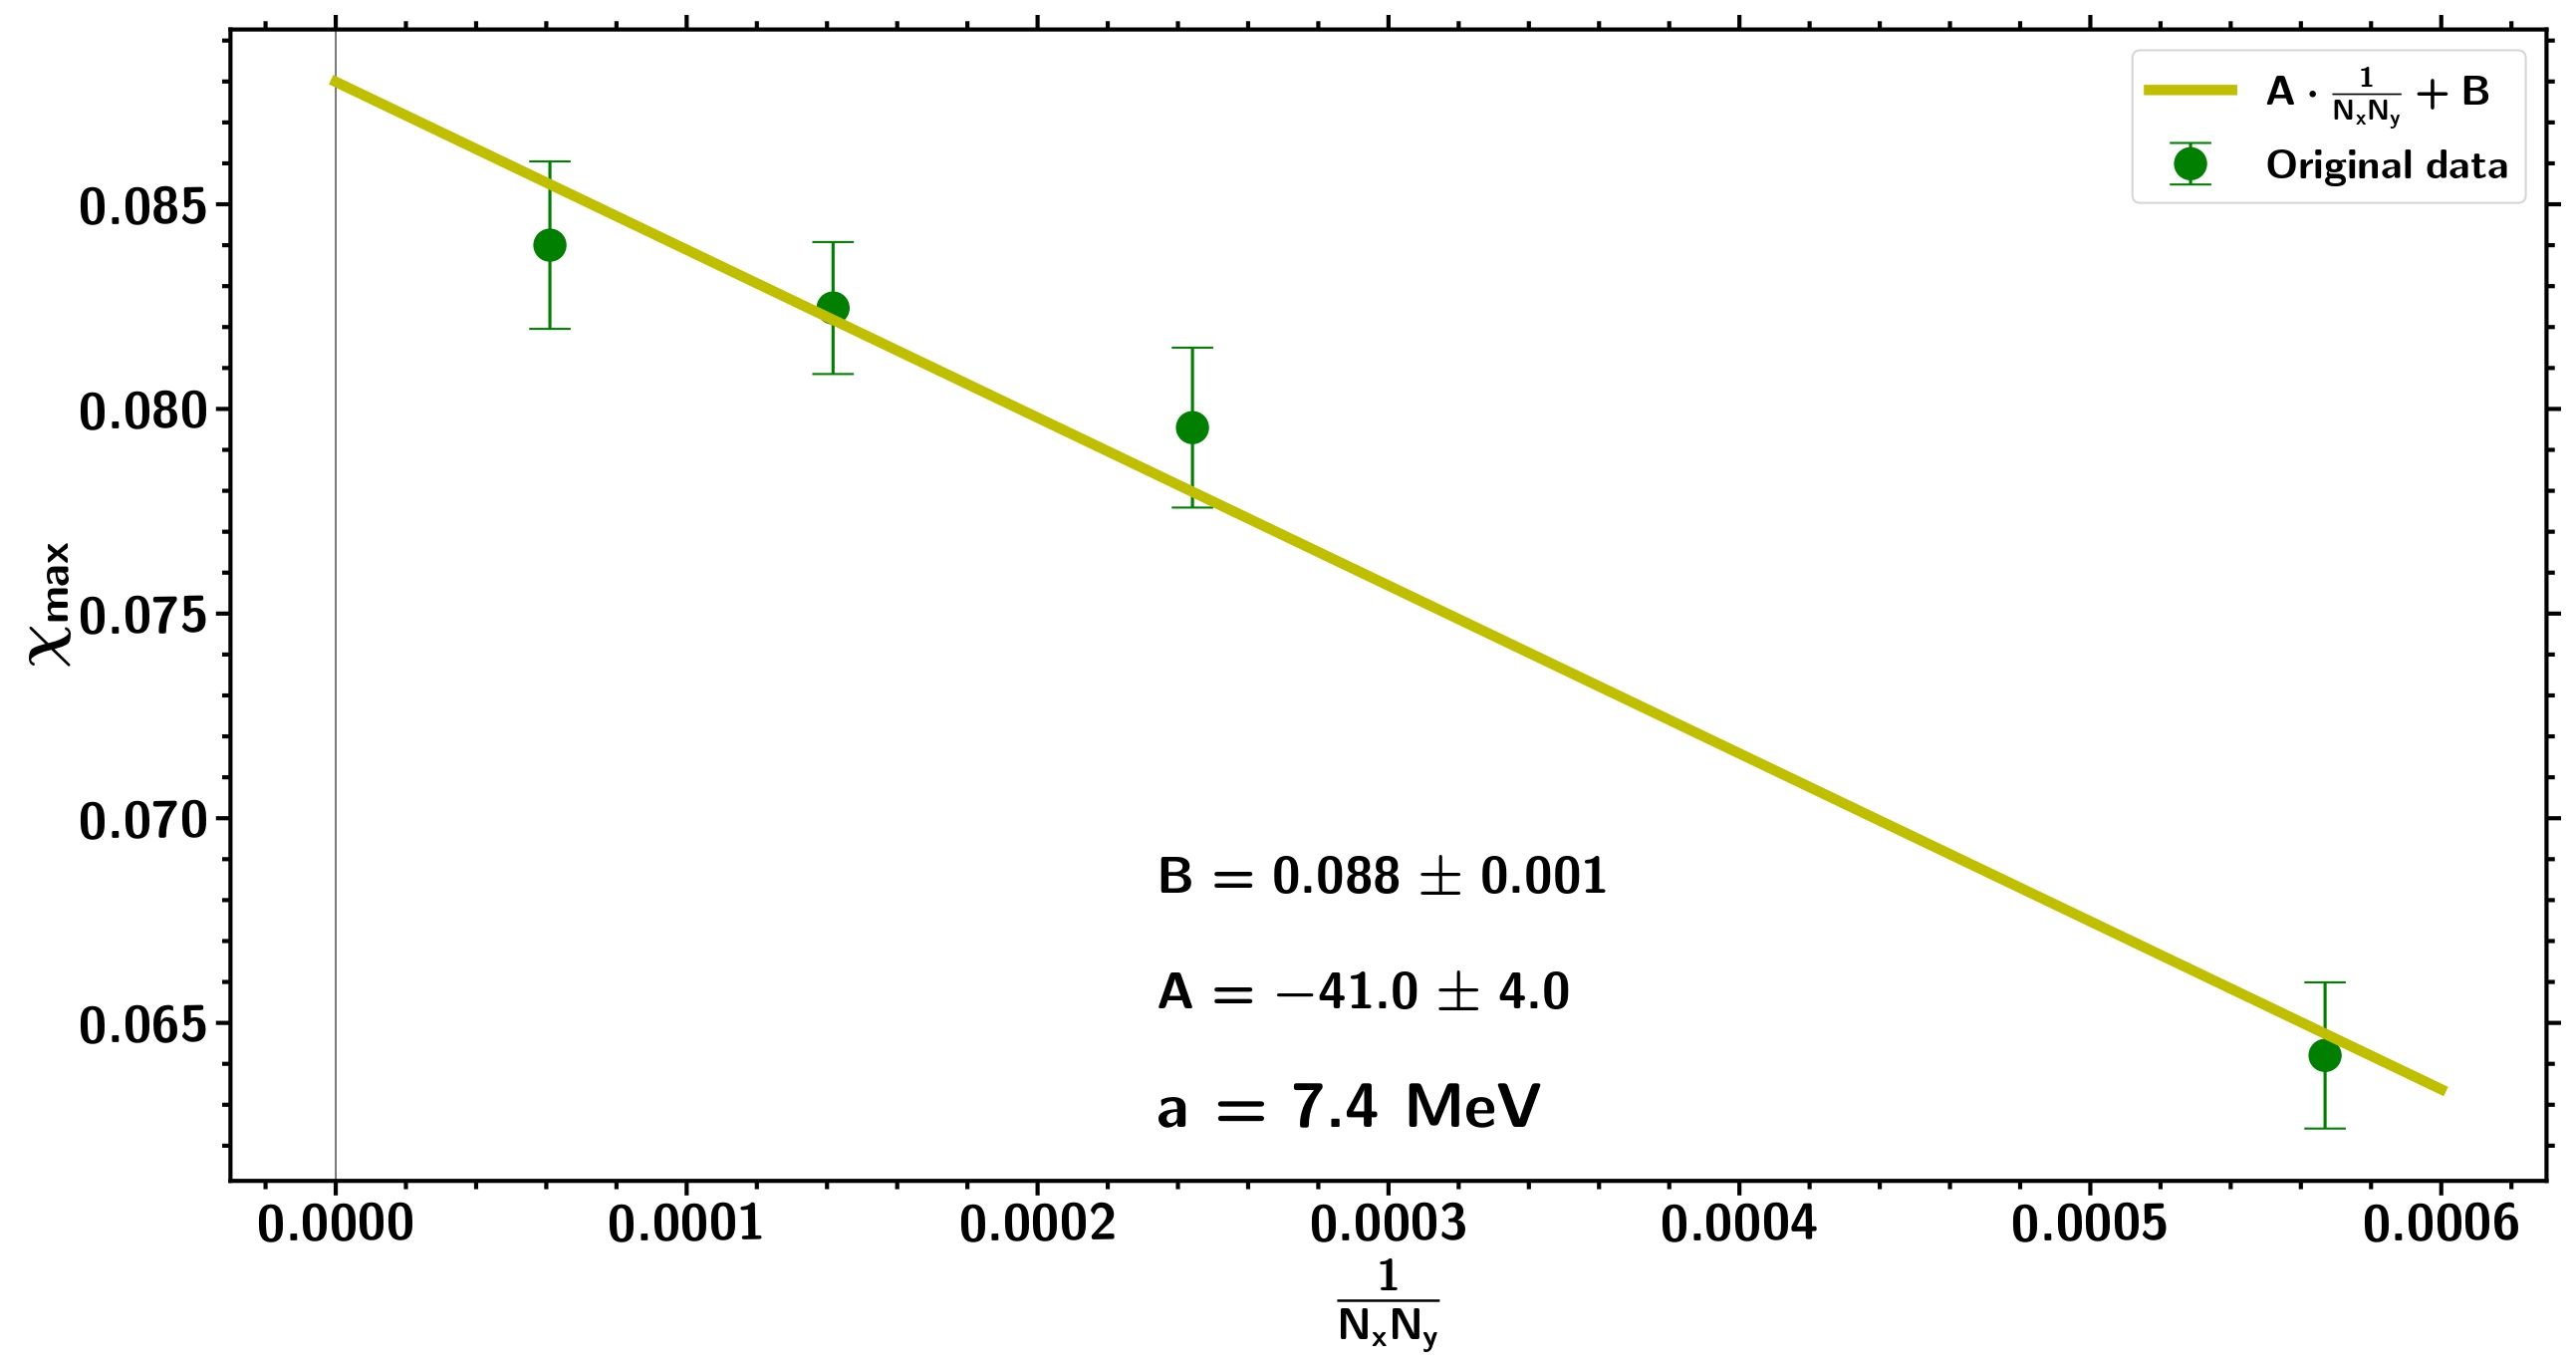 A · 1/NₓNᵧ + B
Original data
0.085
0.080
0.075
0.070
0.065
χmax
B = 0.088 ± 0.001
A = −41.0 ± 4.0
a = 7.4 MeV
0.0000 0.0001 0.0002 0.0003 0.0004 0.0005 0.0006
1/NₓNᵧ